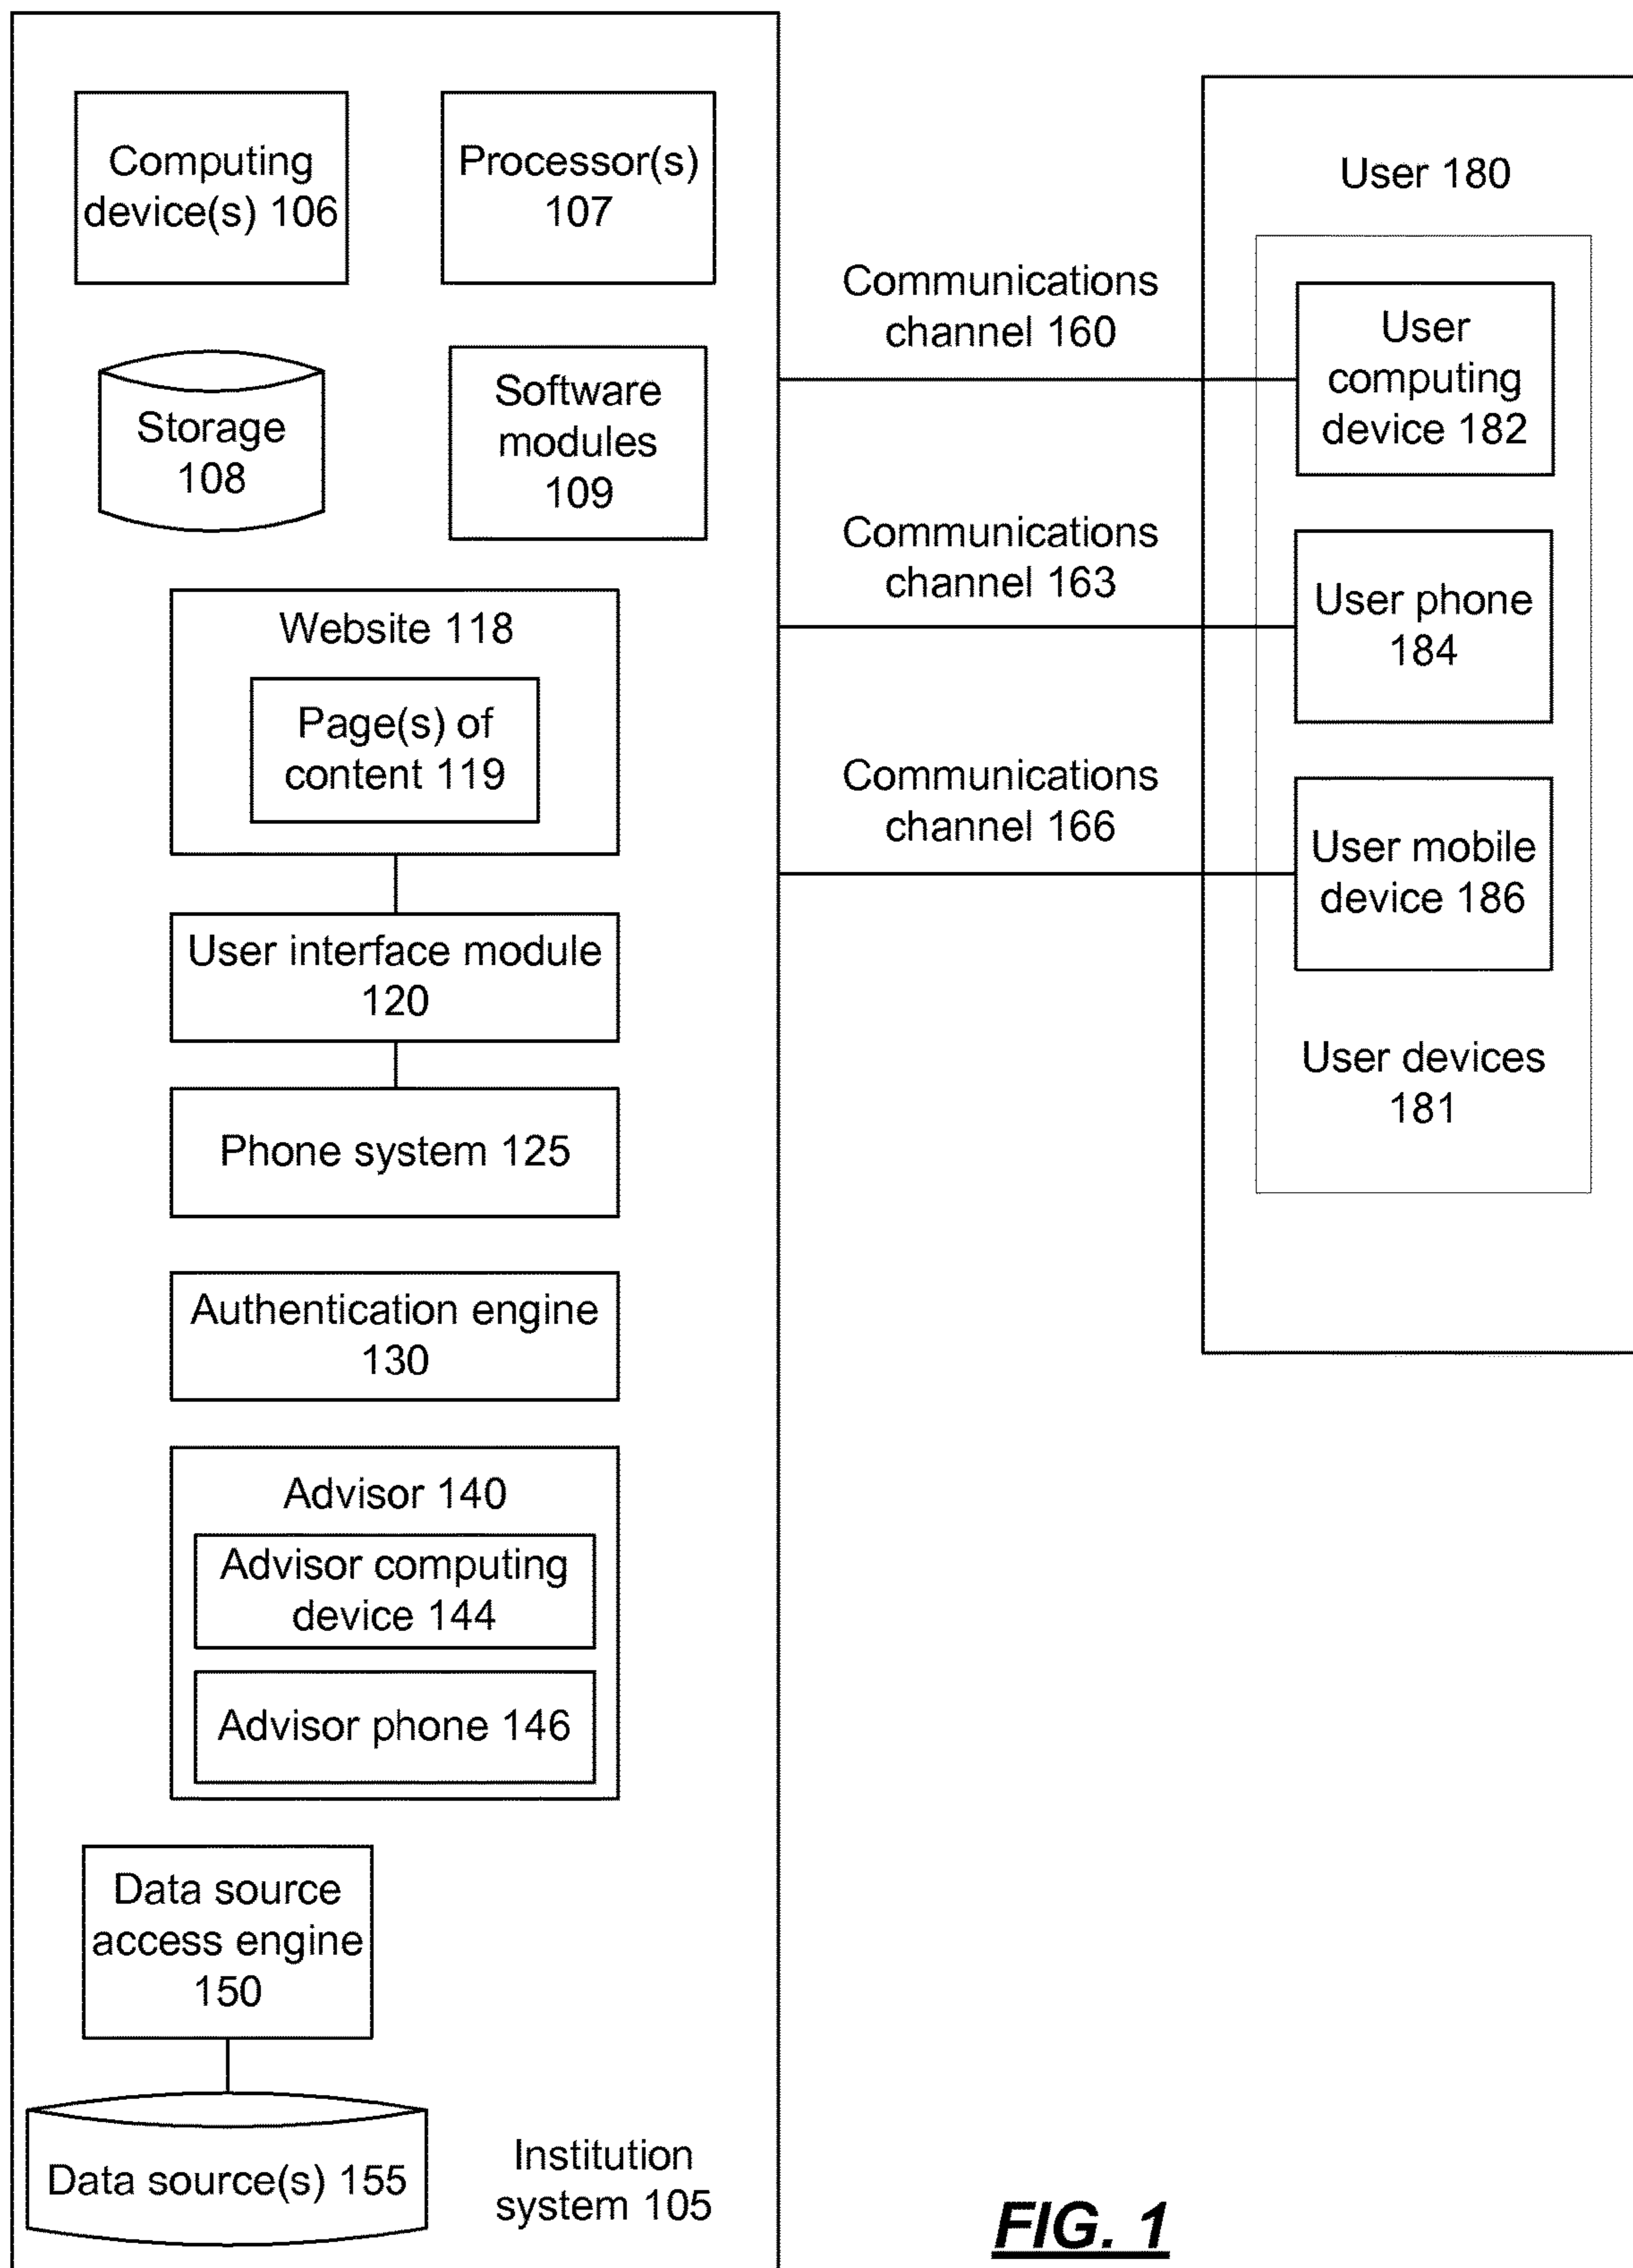 Computing
device(s) 106
Processor(s)
107
Storage
108
Software
modules
109
Website 118
Page(s) of
content 119
User interface module
120
Phone system 125
Authentication engine
130
Advisor 140
Advisor computing
device 144
Advisor phone 146
Data source
access engine
150
Data source(s) 155
Institution
system 105
Communications
channel 160
Communications
channel 163
Communications
channel 166
User 180
User
computing
device 182
User phone
184
User mobile
device 186
User devices
181
FIG. 1